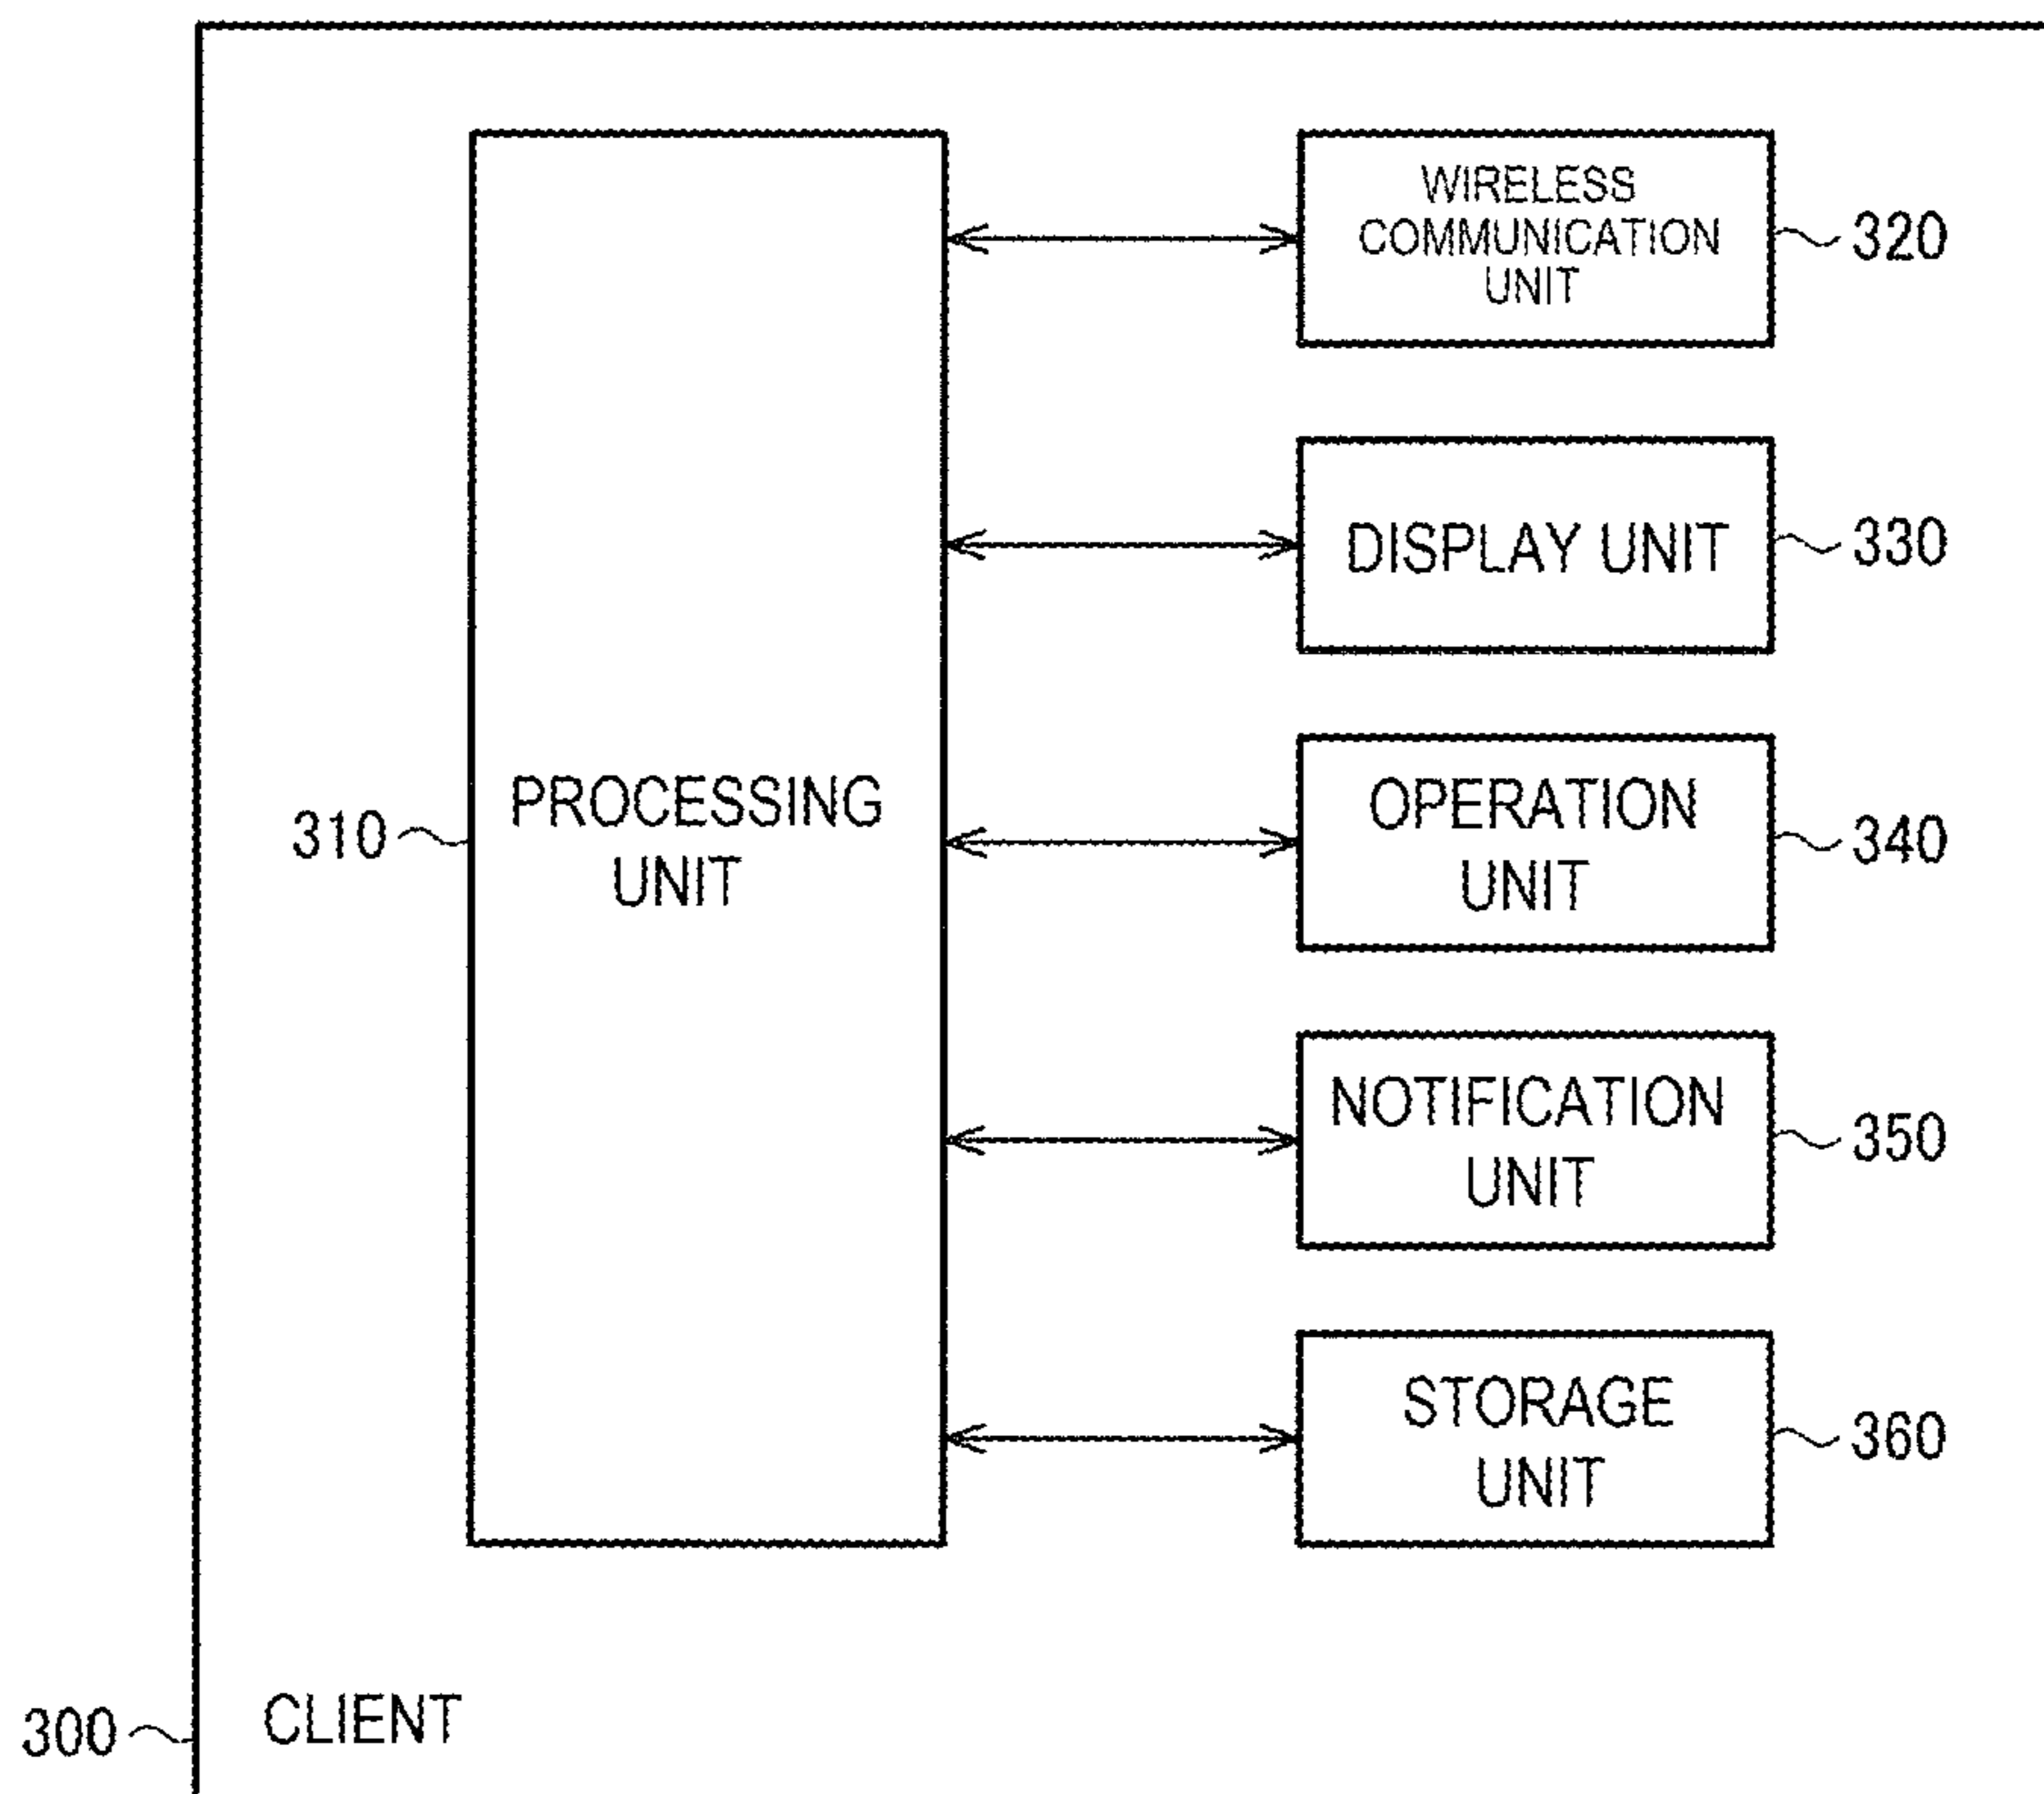 WIRELESS
COMMUNICATION
UNIT
320
DISPLAY UNIT
330
310
PROCESSING
UNIT
OPERATION
UNIT
340
NOTIFICATION
UNIT
350
STORAGE
UNIT
360
300
CLIENT